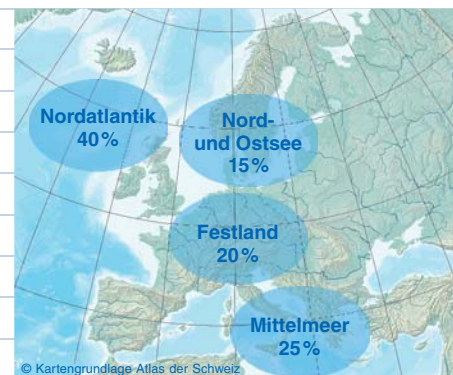 Nordatlantik
40%
Nord-
und Ostsee
15%
Festland
20%
Mittelmeer
25%
© Kartengrundlage Atlas der Schweiz